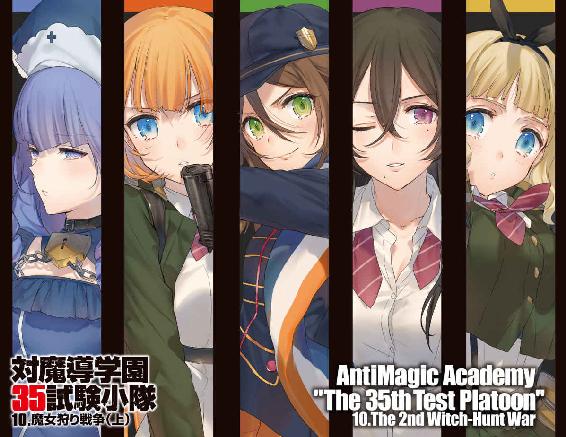 対魔導学園
35試験小隊
10.魔女狩り戦争(上)
AntiMagic Academy
"The 35th Test Platoon"
10.The 2nd Witch-Hunt War